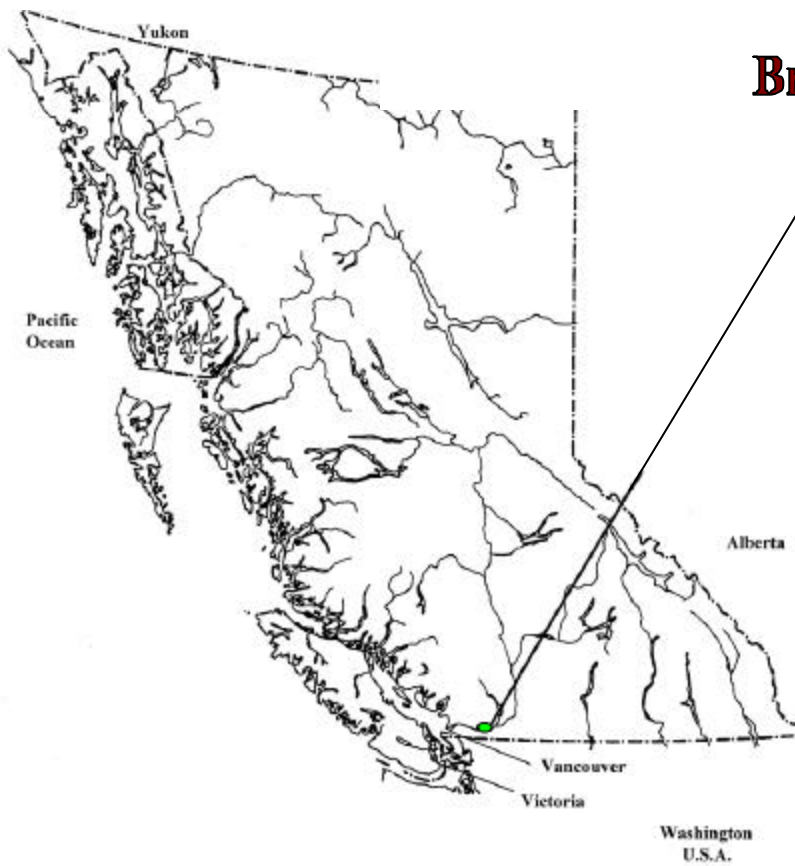 Yukon
Pacific
Ocean
Alberta
Vancouver
Victoria
Washington
U.S.A.